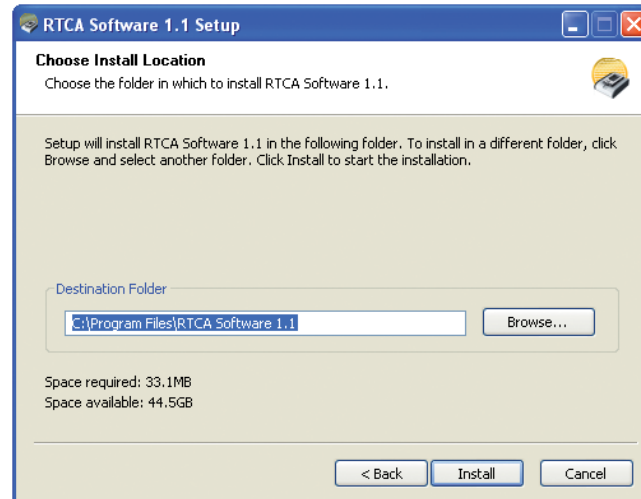 RTCA Software 1.1 Setup
Choose Install Location
Choose the folder in which to install RTCA Software 1.1.
Setup will install RTCA Software 1.1 in the following folder. To install in a different folder, click
Browse and select another folder. Click Install to start the installation.
Destination Folder
C:\Program Files\RTCA Software 1.1
Browse...
Space required: 33.1MB
Space available: 44.5GB
< Back
Install
Cancel